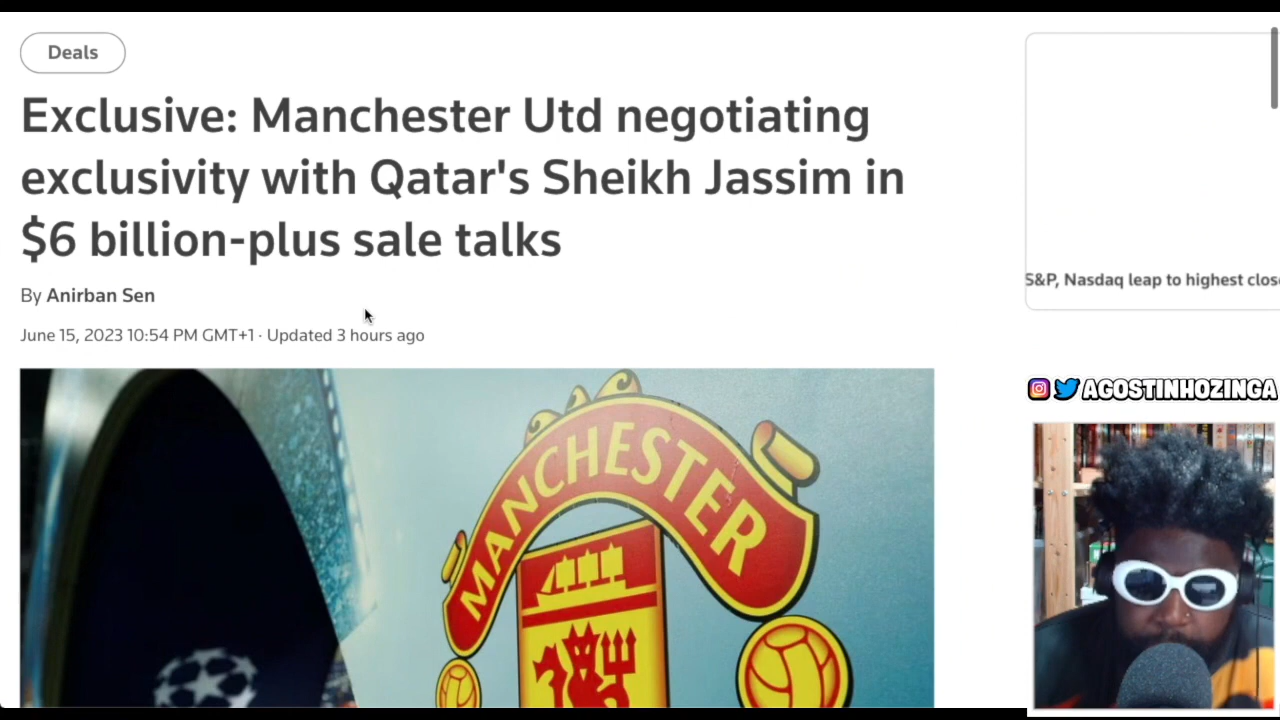 Deals
Exclusive: Manchester Utd negotiating
exclusivity with Qatar's Sheikh Jassim in
$6 billion-plus sale talks
By Anirban Sen
June 15, 2023 10:54 PM GMT+1 · Updated 3 hours ago
S&P, Nasdaq leap to highest close
AGOSTINHOZINGA
MANCHESTER